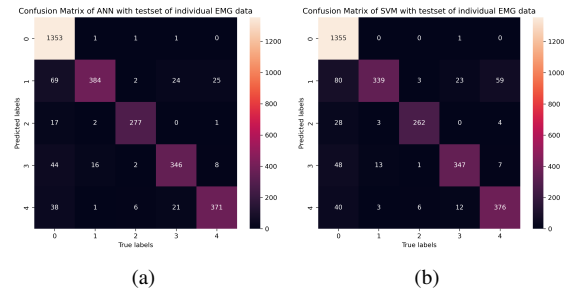 Confusion Matrix of ANN with testset of individual EMG data
Predicted labels
0 1353 1 1 1 0
1 69 384 2 24 25
2 17 2 277 0 1
3 44 16 2 346 8
4 38 1 6 21 371
0 1 2 3 4
True labels
1200
1000
800
600
400
200
0
(a)
Confusion Matrix of SVM with testset of individual EMG data
Predicted labels
0 1355 0 0 1 0
1 80 339 3 23 59
2 28 3 262 0 4
3 48 13 1 347 7
4 40 3 6 12 376
0 1 2 3 4
True labels
1200
1000
800
600
400
200
0
(b)